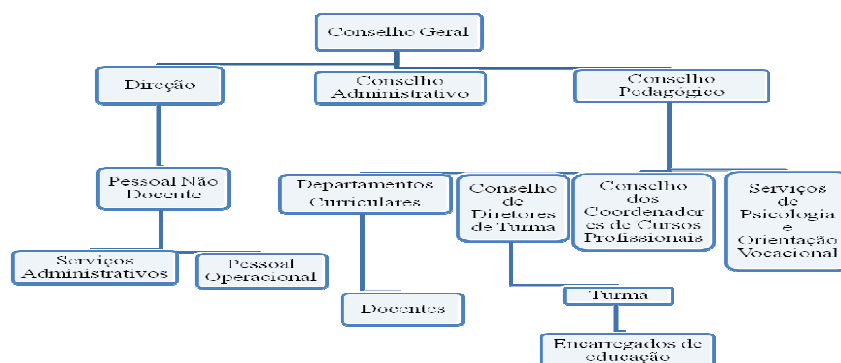 Conselho Geral
Direção
Conselho
Administrativo
Conselho
Pedagógico
Pessoal Não
Docente
Departamentos
Curriculares
Conselho
de
Diretores
de Turma
Conselho
dos
Coordenador
es de Cursos
Profissionais
Serviços
de
Psicologia
e
Orientação
Vocacional
Serviços
Administrativos
Pessoal
Operacional
Docentes
Turma
Encarregados de
educação